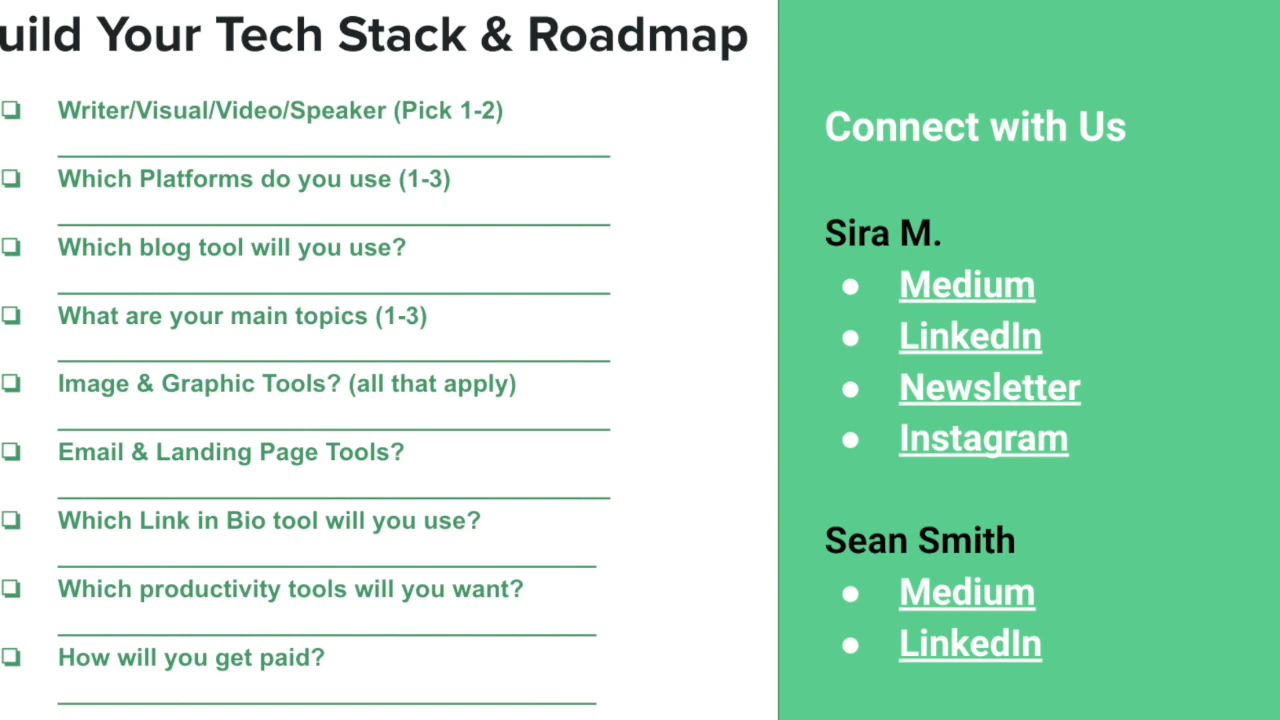 uild Your Tech Stack & Roadmap
Writer/Visual/Video/Speaker (Pick 1-2)
Which Platforms do you use (1-3)
Which blog tool will you use?
What are your main topics (1-3)
Image & Graphic Tools? (all that apply)
Email & Landing Page Tools?
Which Link in Bio tool will you use?
Which productivity tools will you want?
How will you get paid?
Connect with Us
Sira M.
Medium
LinkedIn
Newsletter
Instagram
Sean Smith
Medium
LinkedIn